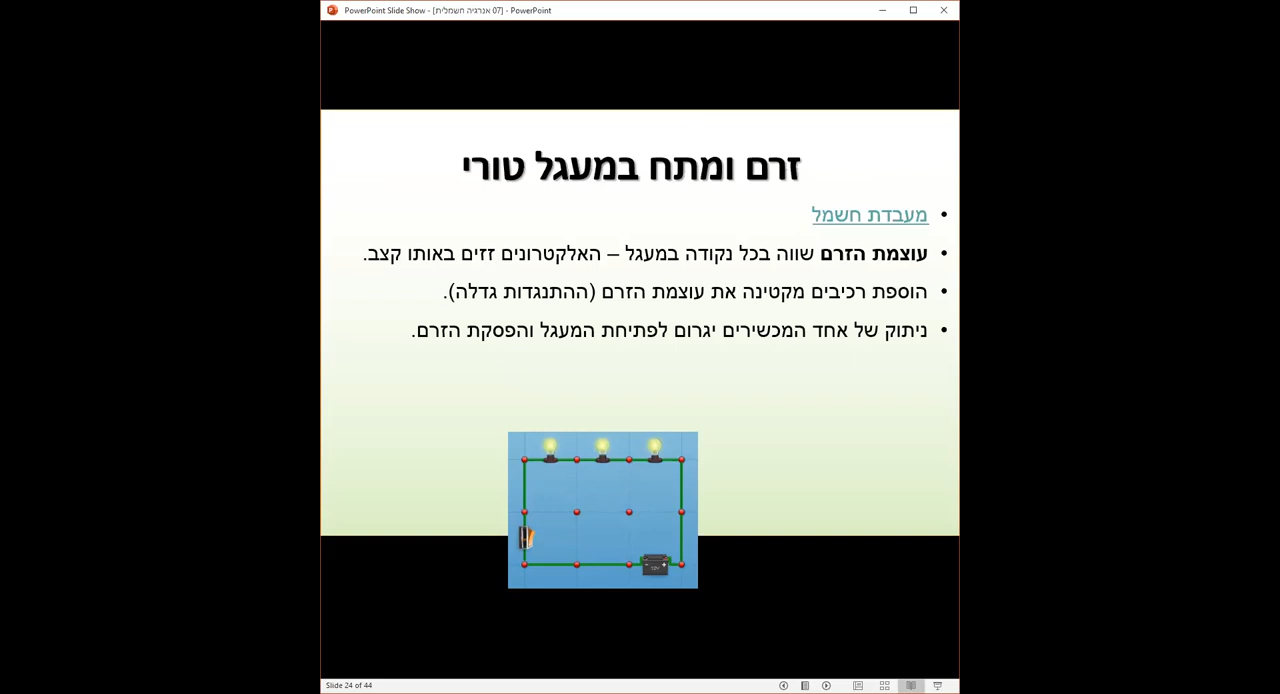 PowerPoint Slide Show - [07 אנרגיה חשמלית] - PowerPoint
זרם ומתח במעגל טורי
• מעבדת חשמל
• עוצמת הזרם שווה בכל נקודה במעגל – האלקטרונים זזים באותו קצב.
• הוספת רכיבים מקטינה את עוצמת הזרם (ההתנגדות גדלה).
• ניתוק של אחד המכשירים יגרום לפתיחת המעגל והפסקת הזרם.
Slide 24 of 44